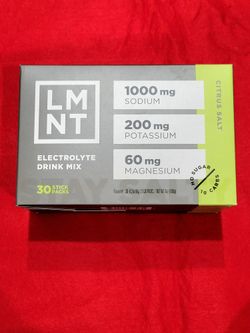 LM
NT
ELECTROLYTE
DRINK MIX
30 STICK
PACKS
1000 mg
SODIUM
200 mg
POTASSIUM
60 mg
MAGNESIUM
CITRUS SALT
NO SUGAR